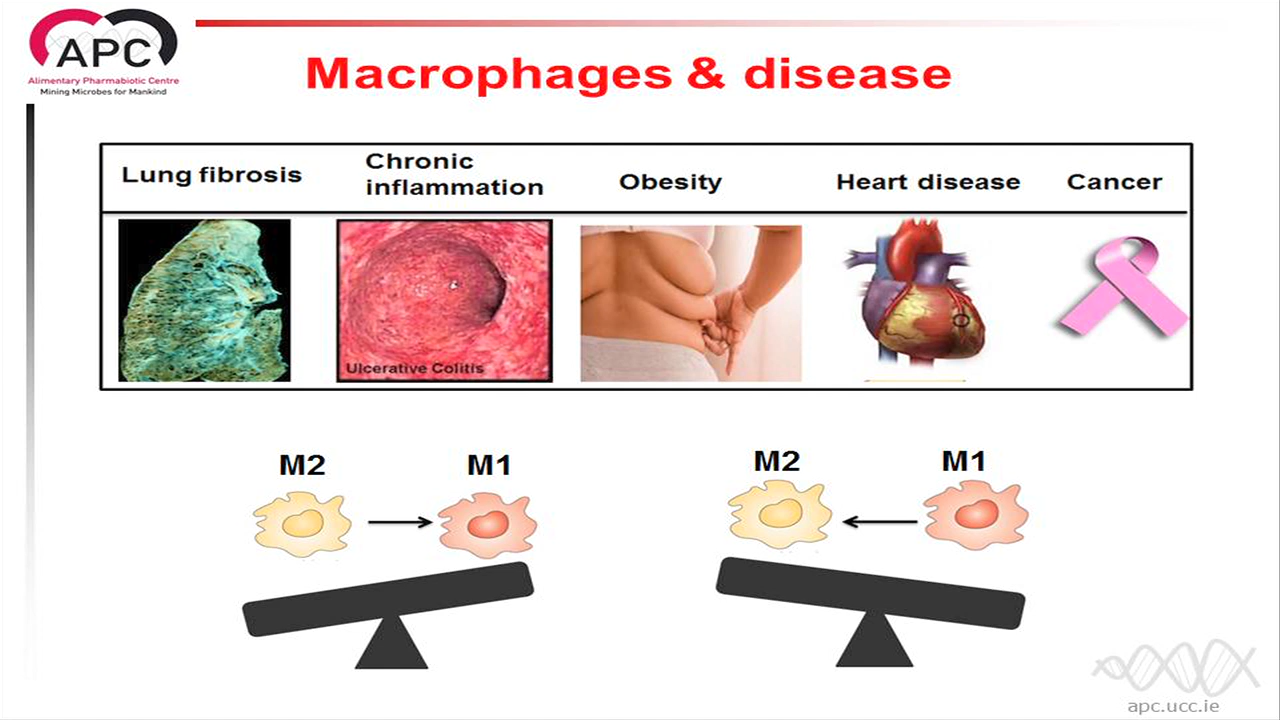 APC
Alimentary Pharmabiotic Centre
Mining Microbes for Mankind
Macrophages & disease
Lung fibrosis
Chronic
inflammation
Obesity
Heart disease
Cancer
Ulcerative Colitis
M2
M1
M2
M1
apc.ucc.ie